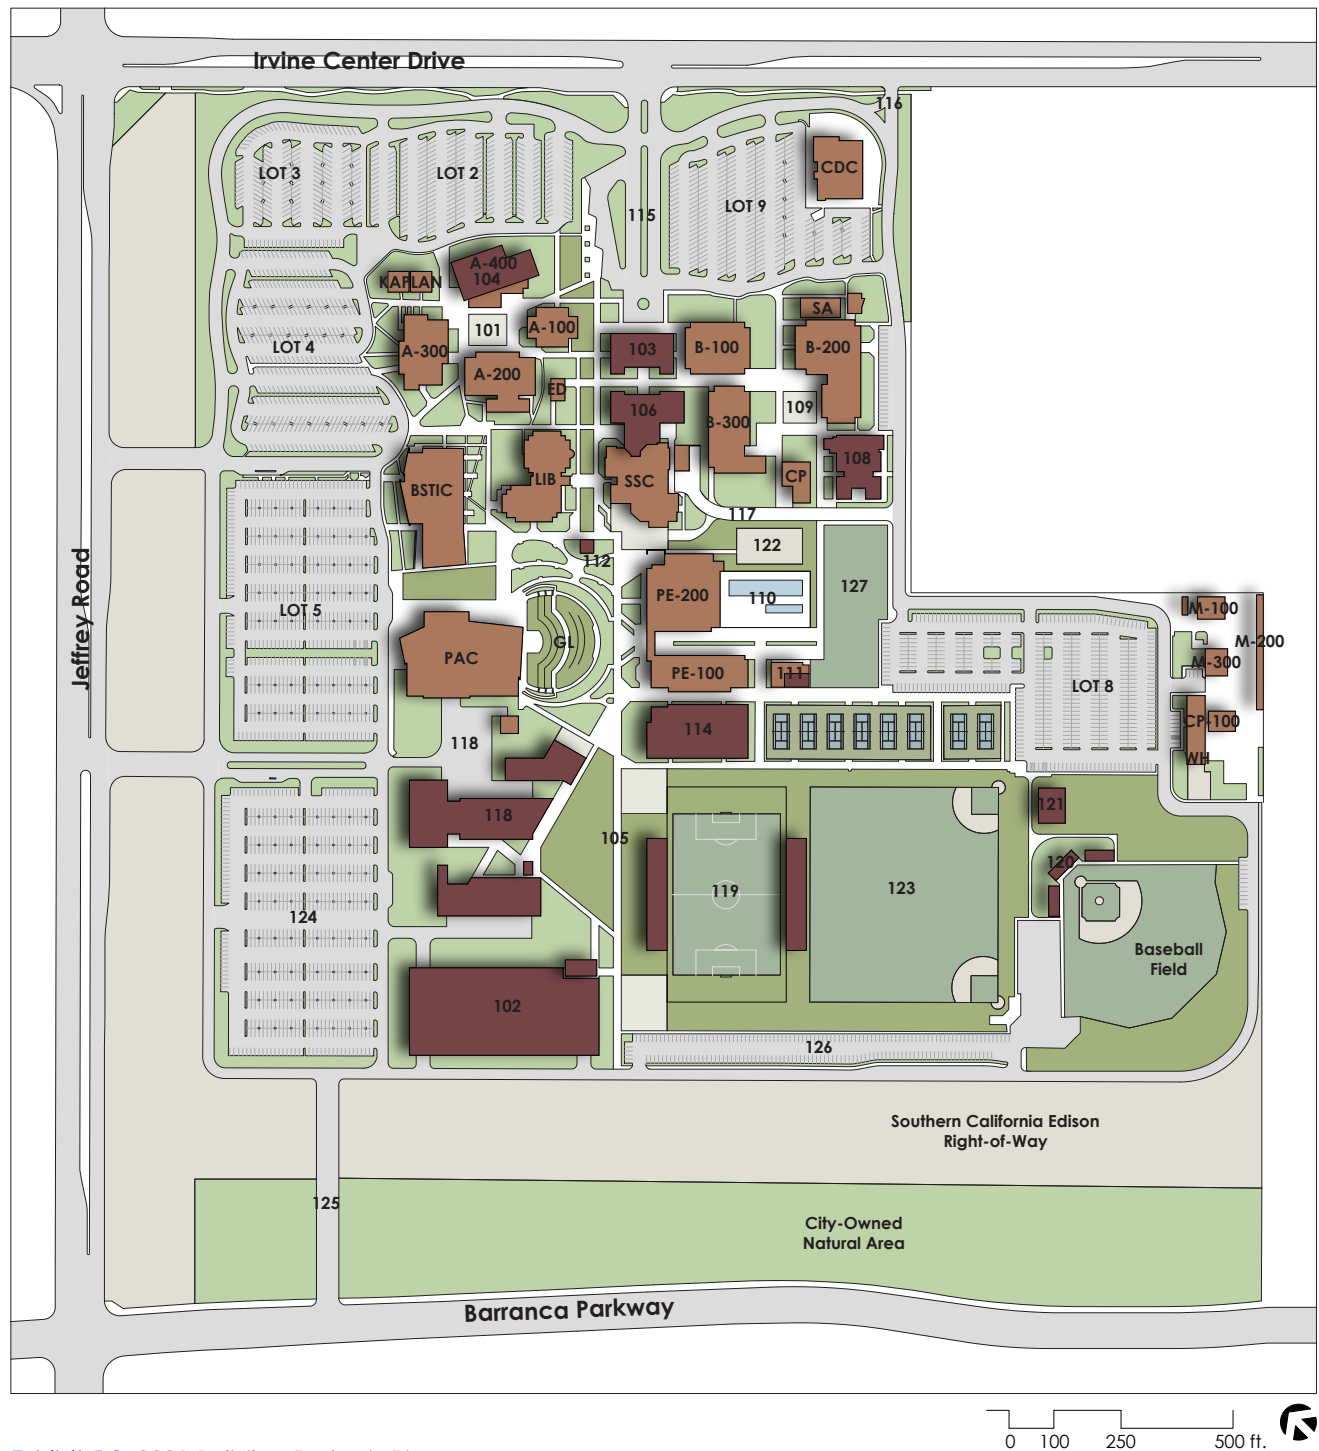 Irvine Center Drive
116
CDC
LOT 3
LOT 2
LOT 9
115
A-400
104
KAPLAN
SA
101
A-100
103
B-100
B-200
LOT 4
A-300
A-200
ED
106
109
B-300
108
BSTIC
LIB
SSC
CP
117
122
112
127
Jeffrey Road
LOT 5
PE-200
110
M-100
GL
M-200
PAC
M-300
PE-100
111
LOT 8
CP-100
114
118
WH
121
118
105
120
119
123
124
Baseball
Field
102
126
Southern California Edison
Right-of-Way
125
City-Owned
Natural Area
Barranca Parkway
0 100 250 500 ft.